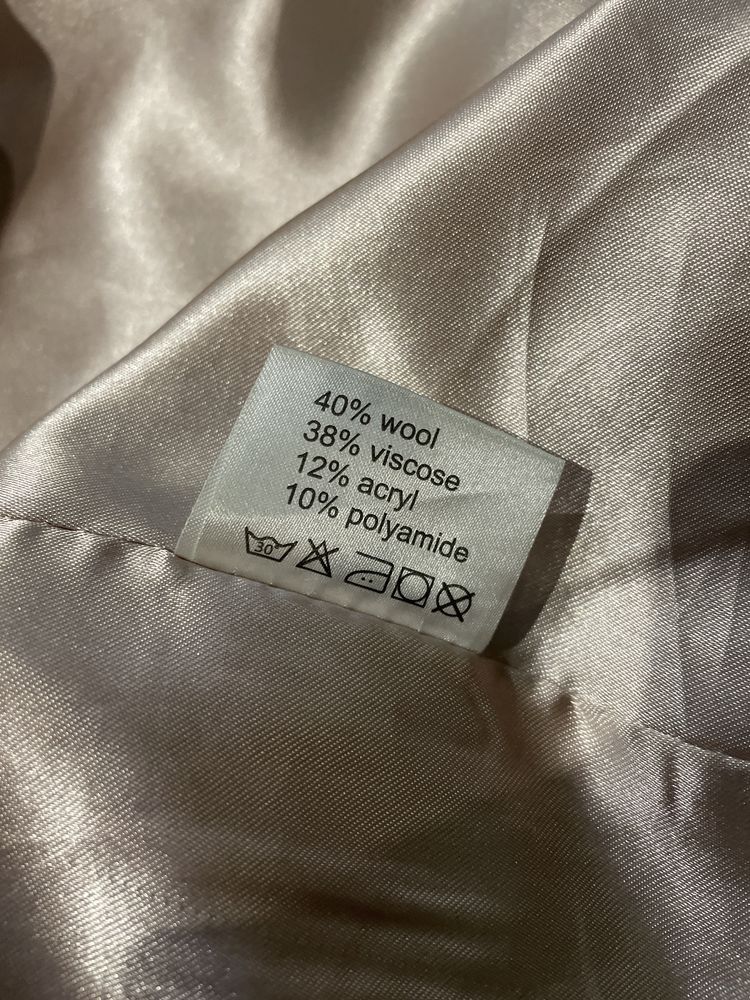 40% wool
38% viscose
12% acryl
10% polyamide
30°